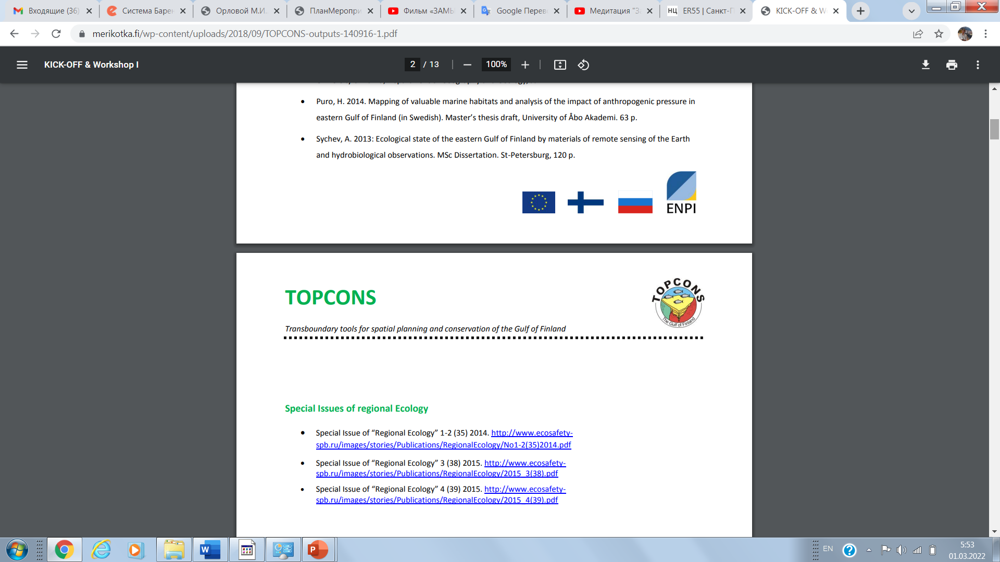 Входящие (36)
Система Барен
Орловой М.И.
ПланМеропри
Фильм «ЗАМЫ
Google Перев
Медитация "За
НЦ ER55 | Санкт-П
KICK-OFF & W
merikotka.fi/wp-content/uploads/2018/09/TOPCONS-outputs-140916-1.pdf
KICK-OFF & Workshop I
2 / 13
100%
• Puro, H. 2014. Mapping of valuable marine habitats and analysis of the impact of anthropogenic pressure in
eastern Gulf of Finland (in Swedish). Master’s thesis draft, University of Åbo Akademi. 63 p.
• Sychev, A. 2013: Ecological state of the eastern Gulf of Finland by materials of remote sensing of the Earth
and hydrobiological observations. MSc Dissertation. St-Petersburg, 120 p.
ENPI
TOPCONS
TOPCONS
The Gulf of Finland
Transboundary tools for spatial planning and conservation of the Gulf of Finland
Special Issues of regional Ecology
• Special Issue of “Regional Ecology” 1-2 (35) 2014. http://www.ecosafety-
spb.ru/images/stories/Publications/RegionalEcology/No1-2(35)2014.pdf
• Special Issue of “Regional Ecology” 3 (38) 2015. http://www.ecosafety-
spb.ru/images/stories/Publications/RegionalEcology/2015_3(38).pdf
• Special Issue of “Regional Ecology” 4 (39) 2015. http://www.ecosafety-
spb.ru/images/stories/Publications/RegionalEcology/2015_4(39).pdf
EN
5:53
01.03.2022